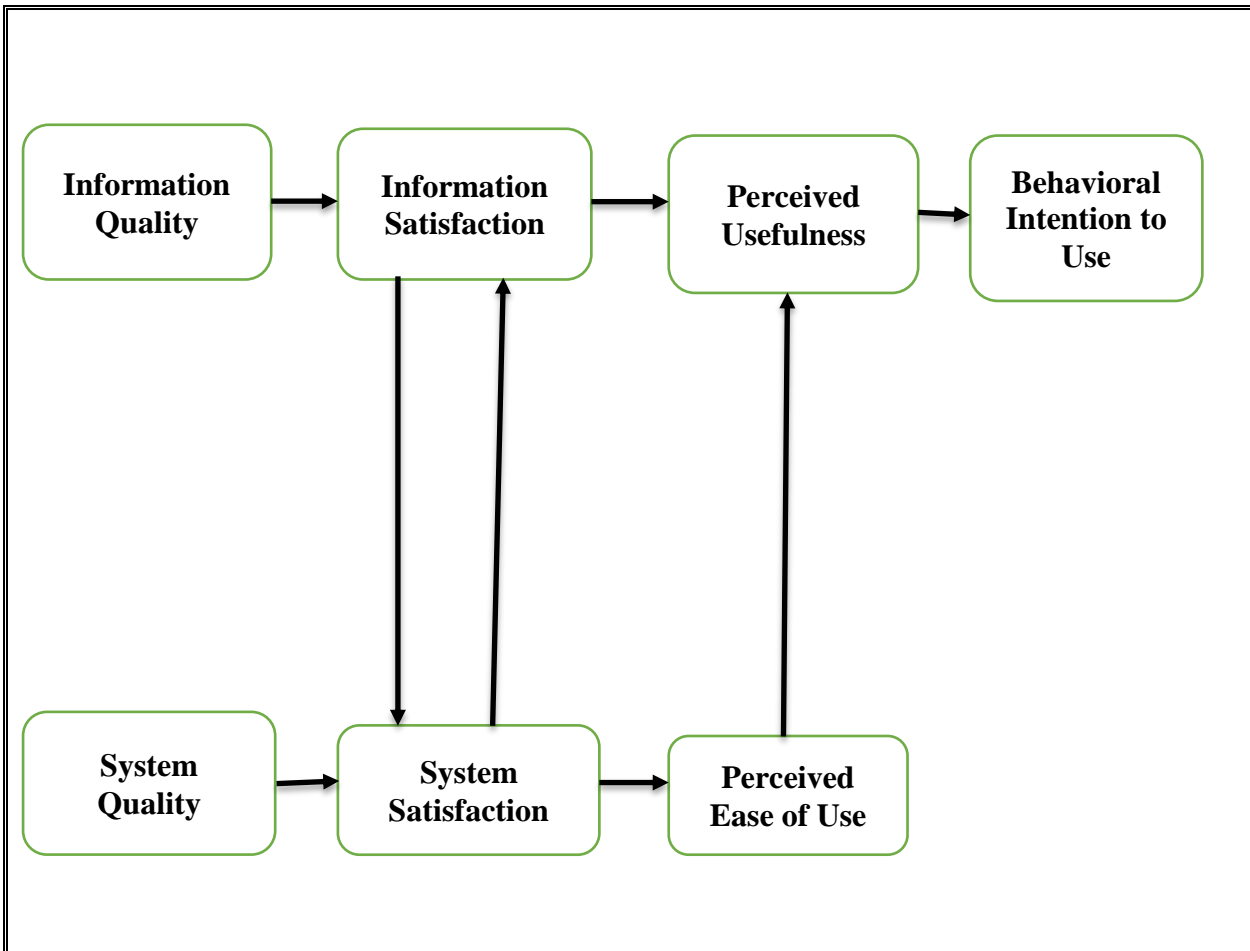 Information
Quality
Information
Satisfaction
Perceived
Usefulness
Behavioral
Intention to
Use
System
Quality
System
Satisfaction
Perceived
Ease of Use